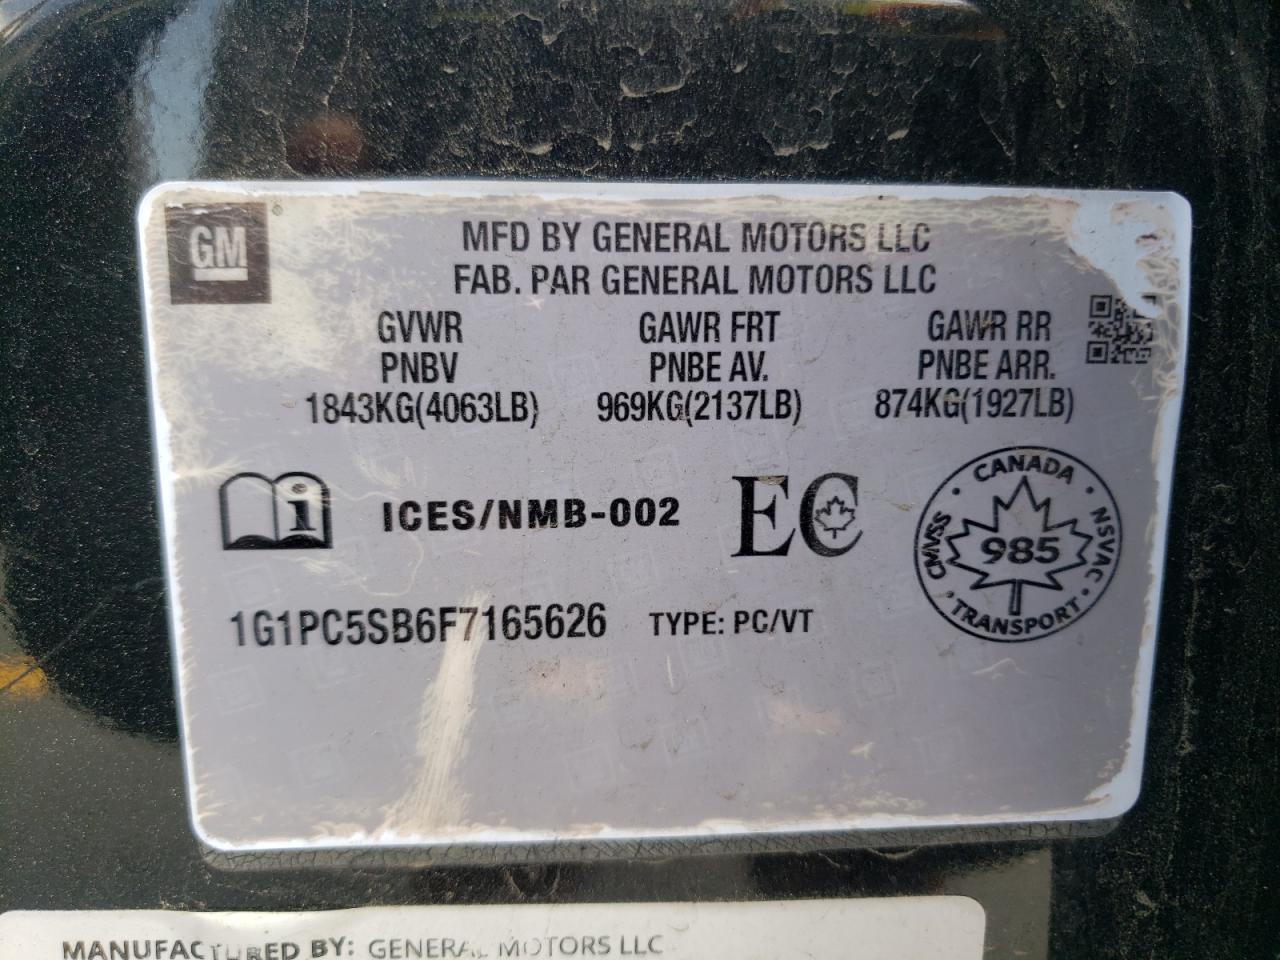 GM
MFD BY GENERAL MOTORS LLC
FAB. PAR GENERAL MOTORS LLC
GVWR GAWR FRT GAWR RR
PNBV PNBE AV. PNBE ARR.
1843KG(4063LB) 969KG(2137LB) 874KG(1927LB)
i ICES/NMB-002 EC
CANADA
CMVSS 985 NSVAC
TRANSPORT
1G1PC5SB6F7165626 TYPE: PC/VT
MANUFACTURED BY: GENERAL MOTORS LLC